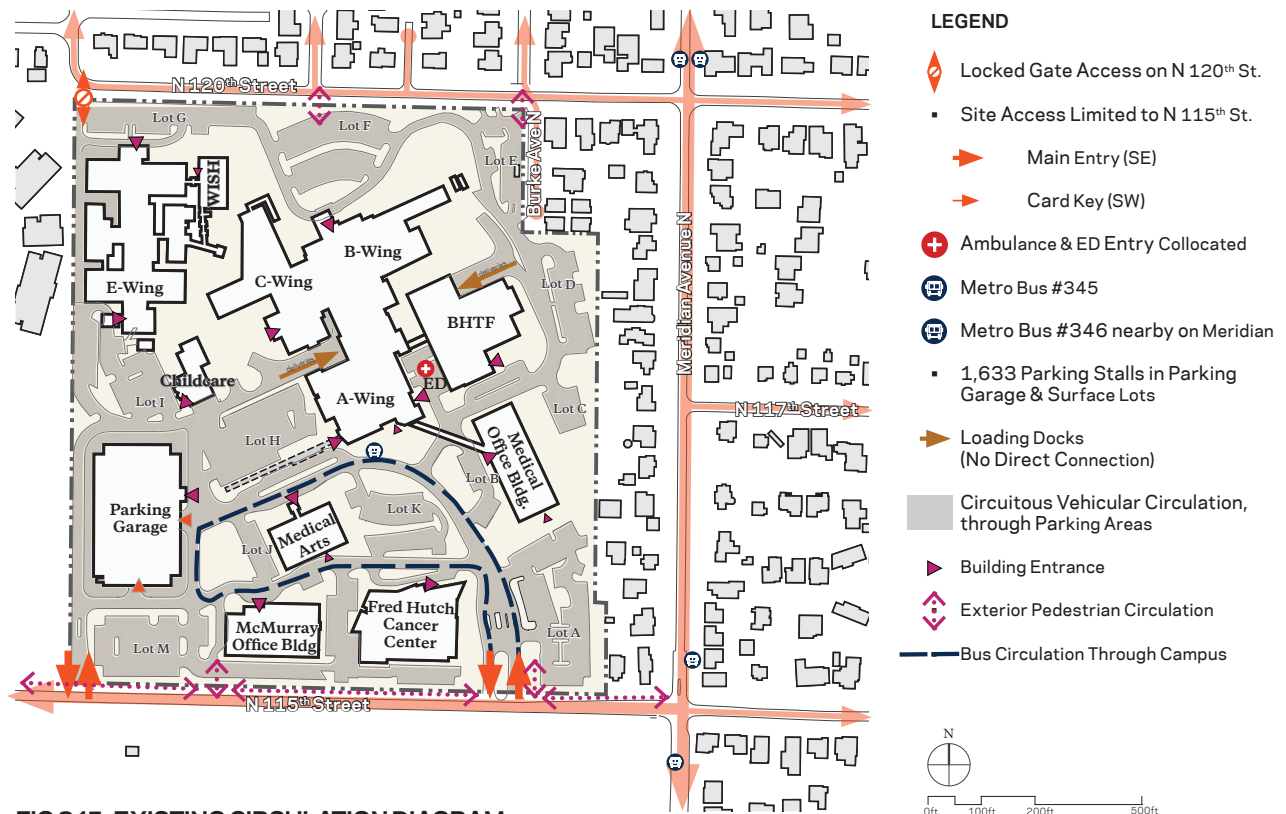 N 120th Street
Lot G
Lot F
Lot E
Burke Ave N
WISH
B-Wing
C-Wing
E-Wing
deliveries
Lot D
BHTF
Meridian Avenue N
deliveries
Childcare
ED
Lot I
A-Wing
Lot C
N 117th Street
Lot H
Medical
Office Bldg.
Lot B
Parking
Garage
Lot K
Lot J
Medical
Arts
Fred Hutch
Cancer
Center
McMurray
Office Bldg
Lot A
Lot M
N 115th Street
LEGEND
Locked Gate Access on N 120th St.
▪ Site Access Limited to N 115th St.
Main Entry (SE)
Card Key (SW)
Ambulance & ED Entry Collocated
Metro Bus #345
Metro Bus #346 nearby on Meridian
▪ 1,633 Parking Stalls in Parking
Garage & Surface Lots
Loading Docks
(No Direct Connection)
Circuitous Vehicular Circulation,
through Parking Areas
Building Entrance
Exterior Pedestrian Circulation
Bus Circulation Through Campus
N
0ft 100ft 200ft 500ft
EXISTING CIRCULATION DIAGRAM